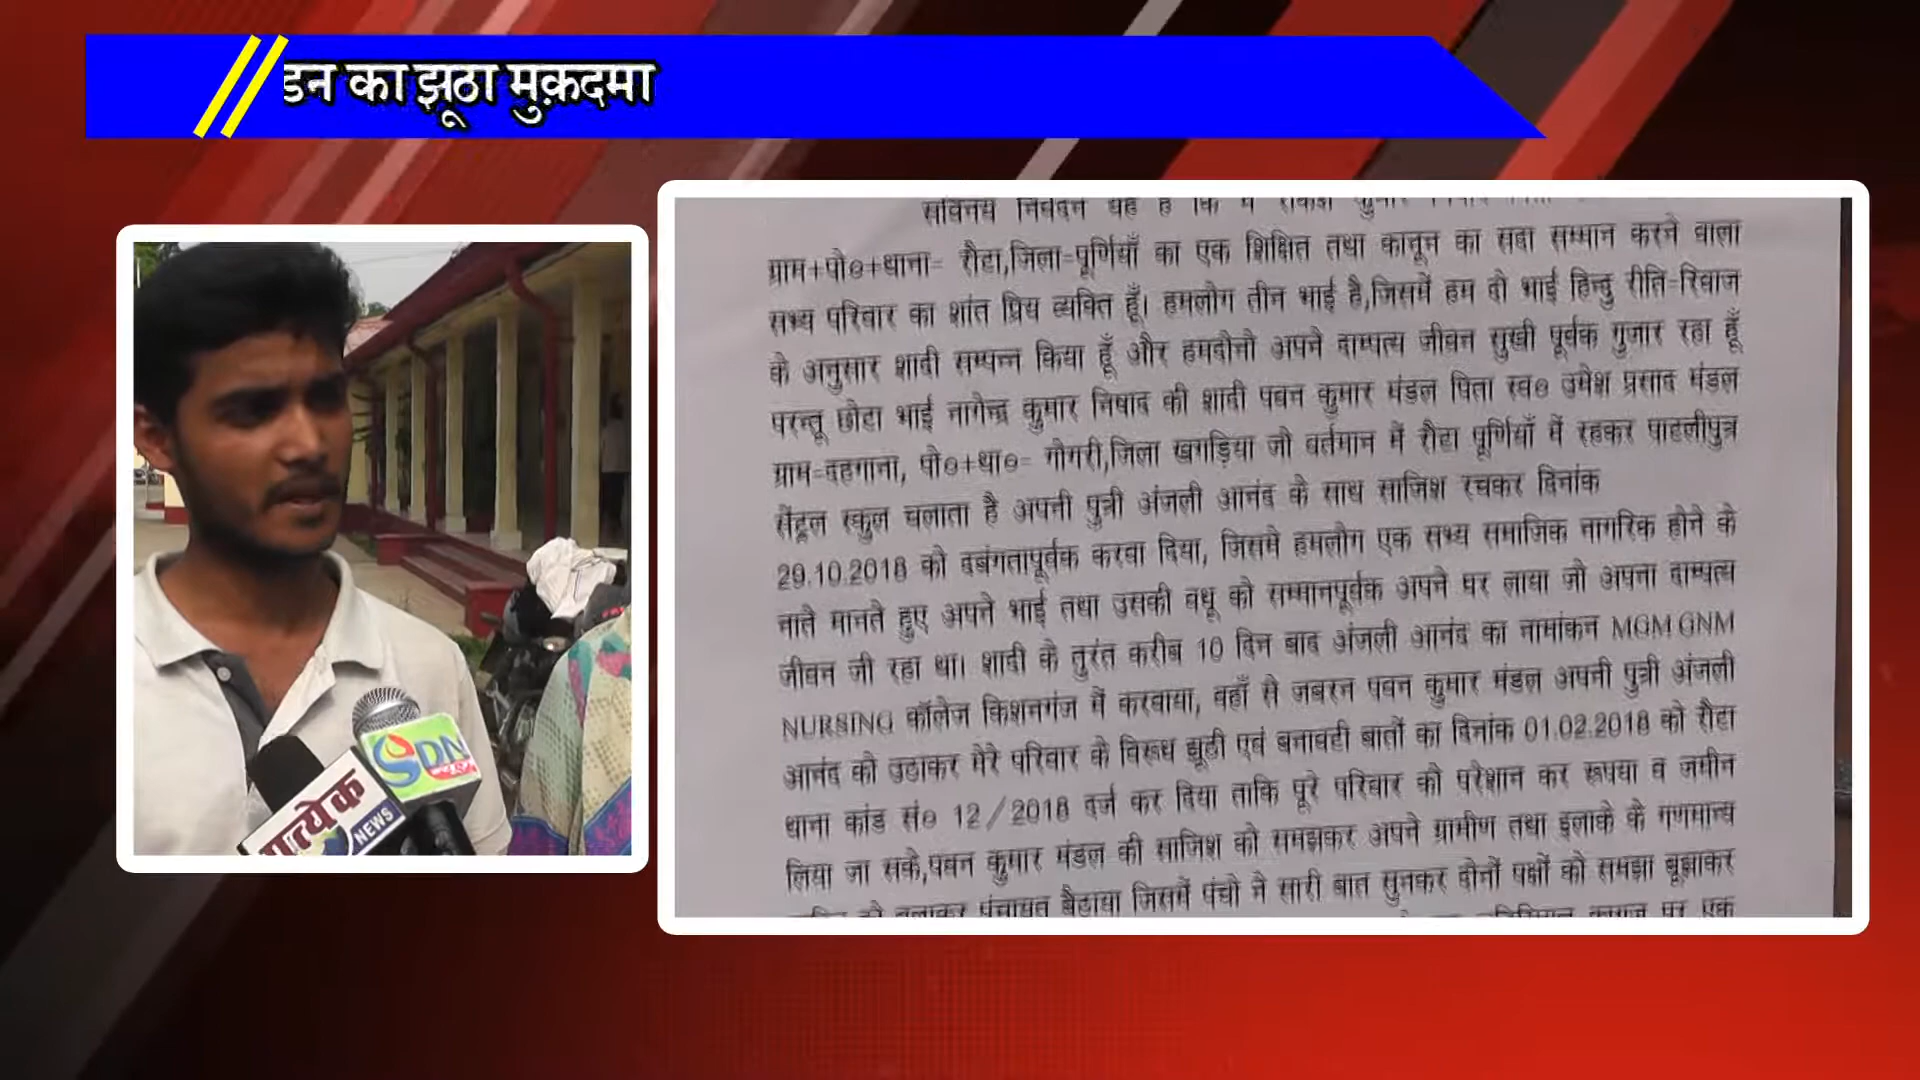 डन का झूठा मुक़दमा
ग्राम+पो०+थाना= रौटा,जिला=पूर्णियाँ का एक शिक्षित तथा कानून का सदा सम्मान करने वाला
सभ्य परिवार का शांत प्रिय व्यक्ति हूँ। हमलोग तीन भाई है,जिसमें हम दो भाई हिन्दु रीति=रिवाज
के अनुसार शादी सम्पन्न किया हूँ और हमदोनो अपने दाम्पत्य जीवन सुखी पूर्वक गुजार रहा हूँ
परन्तू छोटा भाई नागेन्द्र कुमार निषाद की शादी पवन कुमार मंडल पिता स्व० उमेश प्रसाद मंडल
ग्राम=दहगाना, पो०+था०= गोगरी,जिला खगड़िया जो वर्तमान में रौटा पूर्णियाँ में रहकर पाटलीपुत्र
सेंट्रल स्कुल चलाता है अपनी पुत्री अंजली आनंद के साथ साजिश रचकर दिनांक
29.10.2018 को दबंगतापूर्वक करवा दिया, जिसमे हमलोग एक सभ्य समाजिक नागरिक होने के
नाते मानते हुए अपने भाई तथा उसकी वधू को सम्मानपूर्वक अपने घर लाया जो अपना दाम्पत्य
जीवन जी रहा था। शादी के तुरंत करीब 10 दिन बाद अंजली आनंद का नामांकन MGM GNM
NURSING कॉलेज किशनगंज में करवाया, वहाँ से जबरन पवन कुमार मंडल अपनी पुत्री अंजली
आनंद को उठाकर मेरे परिवार के विरूध झूठी एवं बनावटी बातों का दिनांक 01.02.2018 को रौटा
थाना कांड सं० 12/2018 दर्ज कर दिया ताकि पूरे परिवार को परेशान कर रूपया व जमीन
लिया जा सके,पवन कुमार मंडल की साजिश को समझकर अपने ग्रामीण तथा इलाके के गणमान्य
बुलाकर पंचायत बैठाया जिसमें पंचो ने सारी बात सुनकर दोनों पक्षों को समझा बूझाकर
कागज पर एक
SDN
न्यूज़
प्रत्येक
NEWS